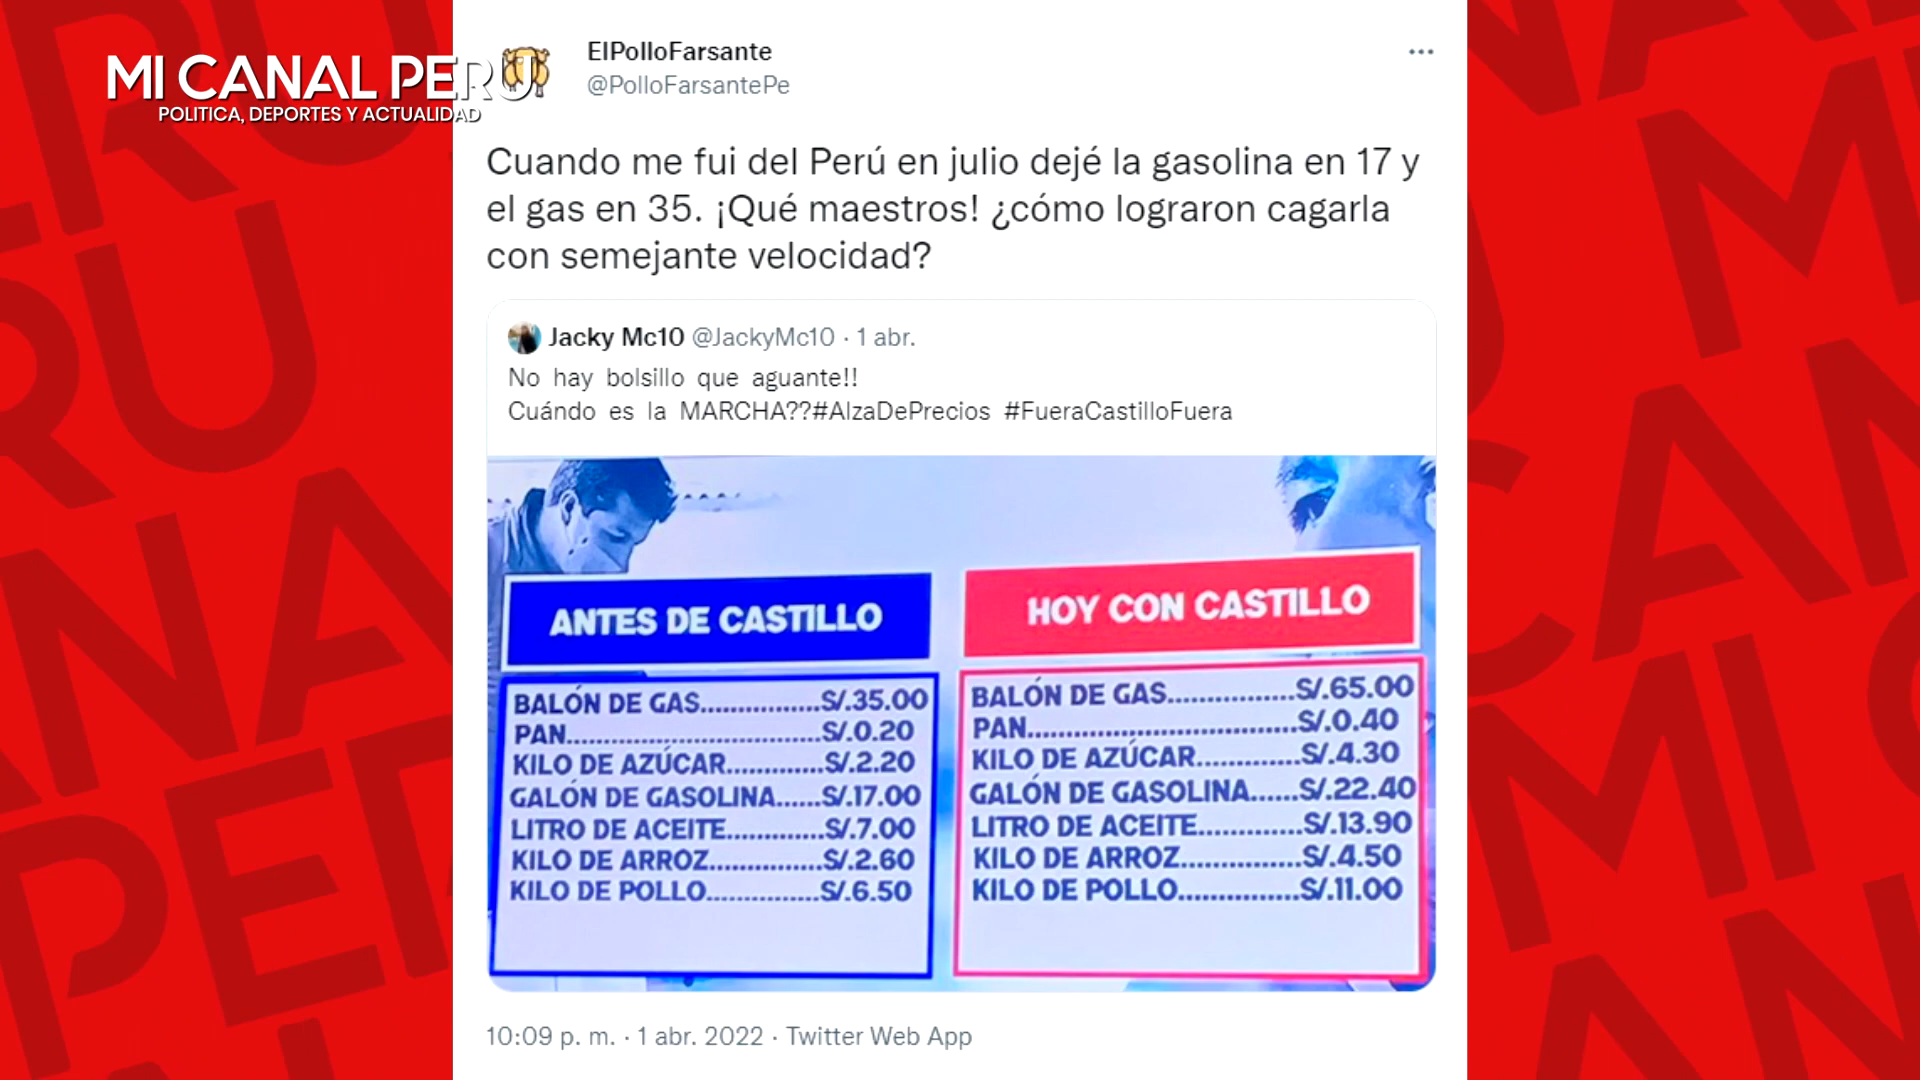 MI CANAL PERÚ
POLITICA, DEPORTES Y ACTUALIDAD
ElPolloFarsante
@PolloFarsantePe
Cuando me fui del Perú en julio dejé la gasolina en 17 y
el gas en 35. ¡Qué maestros! ¿cómo lograron cagarla
con semejante velocidad?
Jacky Mc10 @JackyMc10 · 1 abr.
No hay bolsillo que aguante!!
Cuándo es la MARCHA??#AlzaDePrecios #FueraCastilloFuera
ANTES DE CASTILLO
BALÓN DE GAS................S/.35.00
PAN..................................S/.0.20
KILO DE AZÚCAR.............S/.2.20
GALÓN DE GASOLINA......S/.17.00
LITRO DE ACEITE.............S/.7.00
KILO DE ARROZ...............S/.2.60
KILO DE POLLO...............S/.6.50
HOY CON CASTILLO
BALÓN DE GAS.................S/.65.00
PAN....................................S/.0.40
KILO DE AZÚCAR..............S/.4.30
GALÓN DE GASOLINA......S/.22.40
LITRO DE ACEITE..............S/.13.90
KILO DE ARROZ................S/.4.50
KILO DE POLLO................S/.11.00
10:09 p. m. · 1 abr. 2022 · Twitter Web App